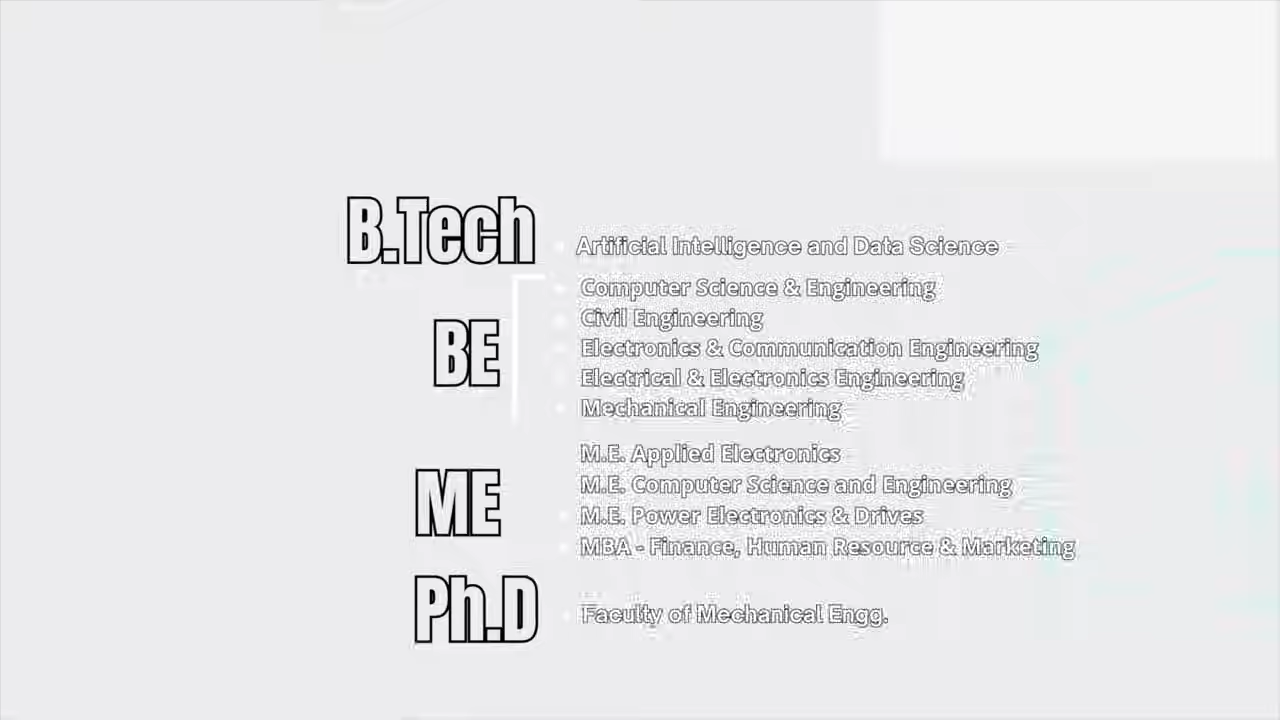 B.Tech
Artificial Intelligence and Data Science
Computer Science & Engineering
Civil Engineering
BE
Electronics & Communication Engineering
Electrical & Electronics Engineering
Mechanical Engineering
M.E. Applied Electronics
M.E. Computer Science and Engineering
ME
M.E. Power Electronics & Drives
MBA - Finance, Human Resource & Marketing
Ph.D
Faculty of Mechanical Engg.